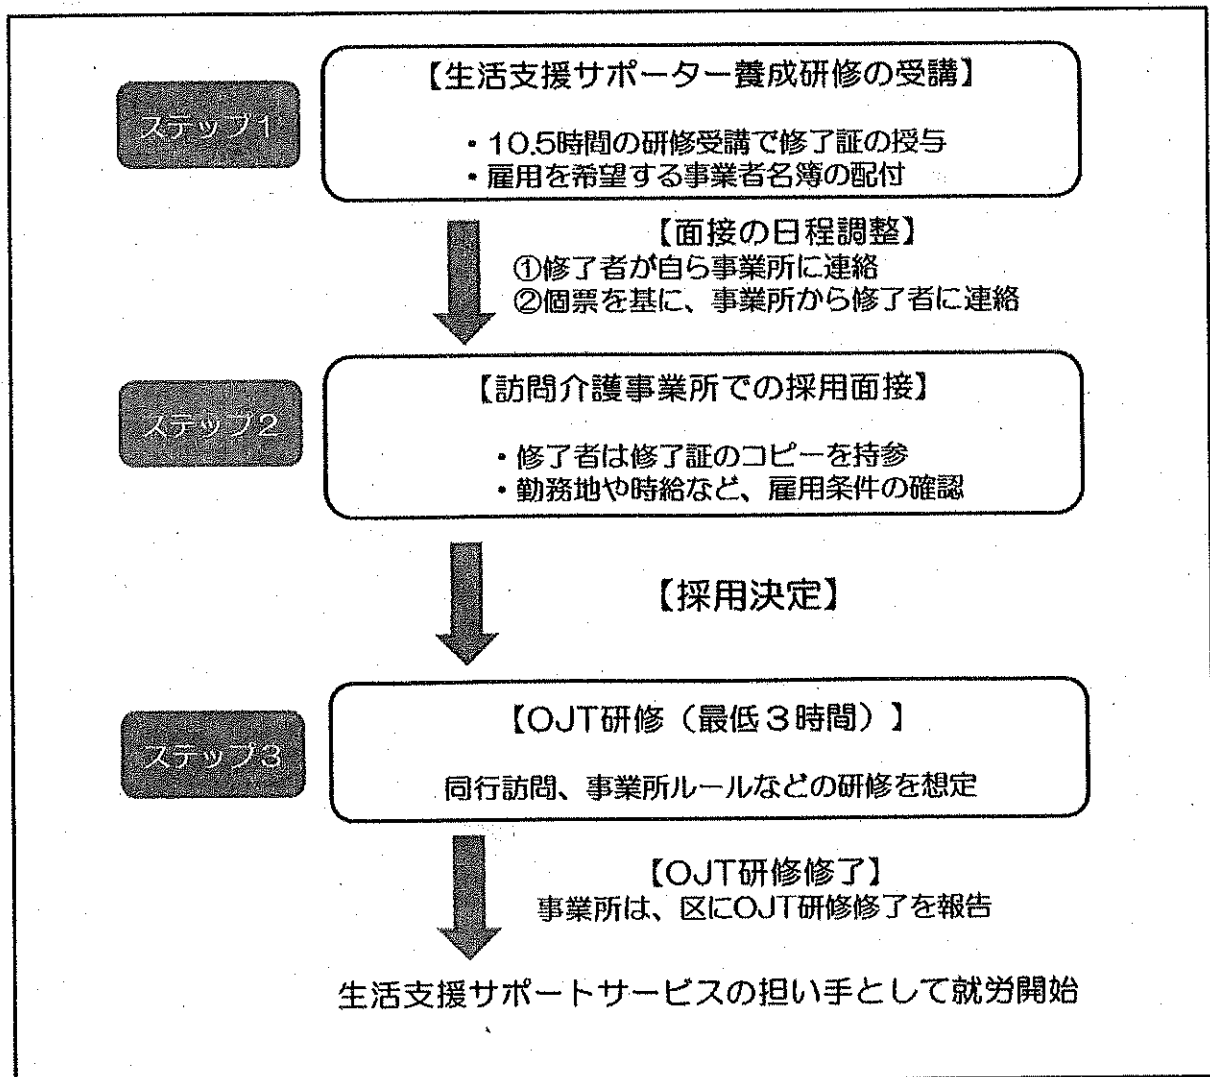 ステップ1
【生活支援サポーター養成研修の受講】
・10.5時間の研修受講で修了証の授与
・雇用を希望する事業者名簿の配付
【面接の日程調整】
①修了者が自ら事業所に連絡
②個票を基に、事業所から修了者に連絡
ステップ2
【訪問介護事業所での採用面接】
・修了者は修了証のコピーを持参
・勤務地や時給など、雇用条件の確認
【採用決定】
ステップ3
【OJT研修（最低3時間）】
同行訪問、事業所ルールなどの研修を想定
【OJT研修修了】
事業所は、区にOJT研修修了を報告
生活支援サポートサービスの担い手として就労開始